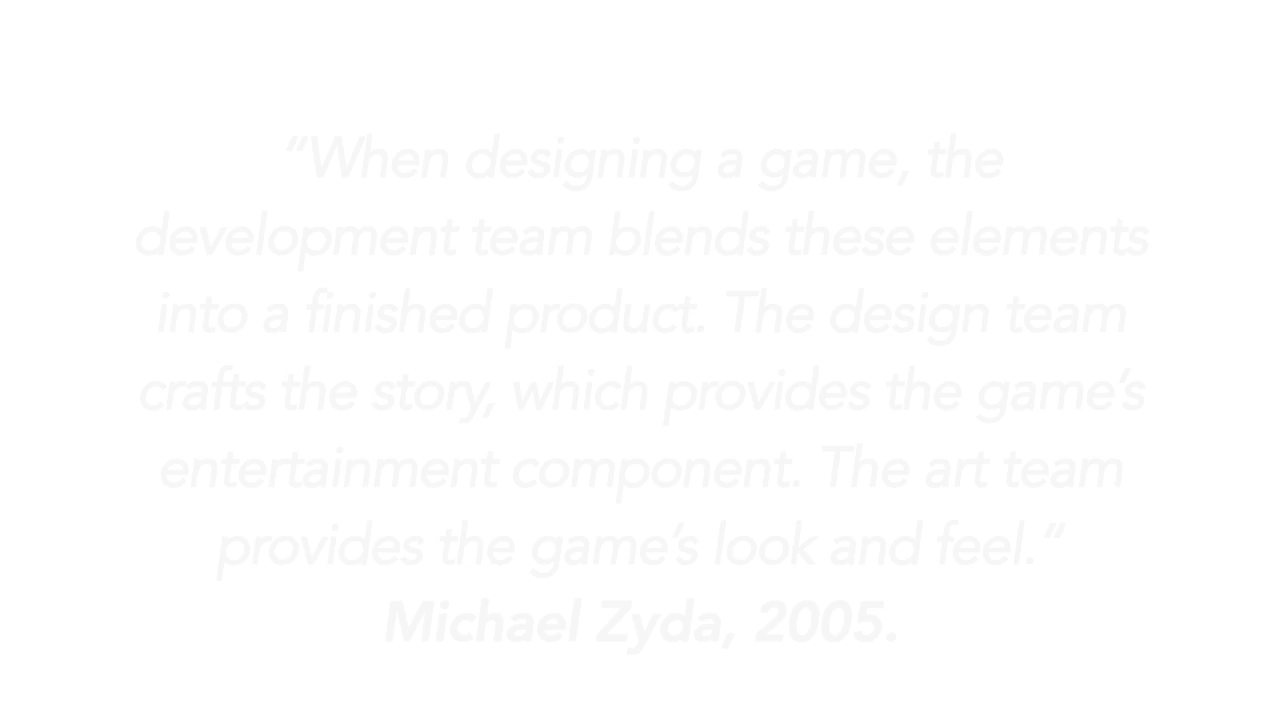 “When designing a game, the
development team blends these elements
into a finished product. The design team
crafts the story, which provides the game’s
entertainment component. The art team
provides the game’s look and feel.”
Michael Zyda, 2005.